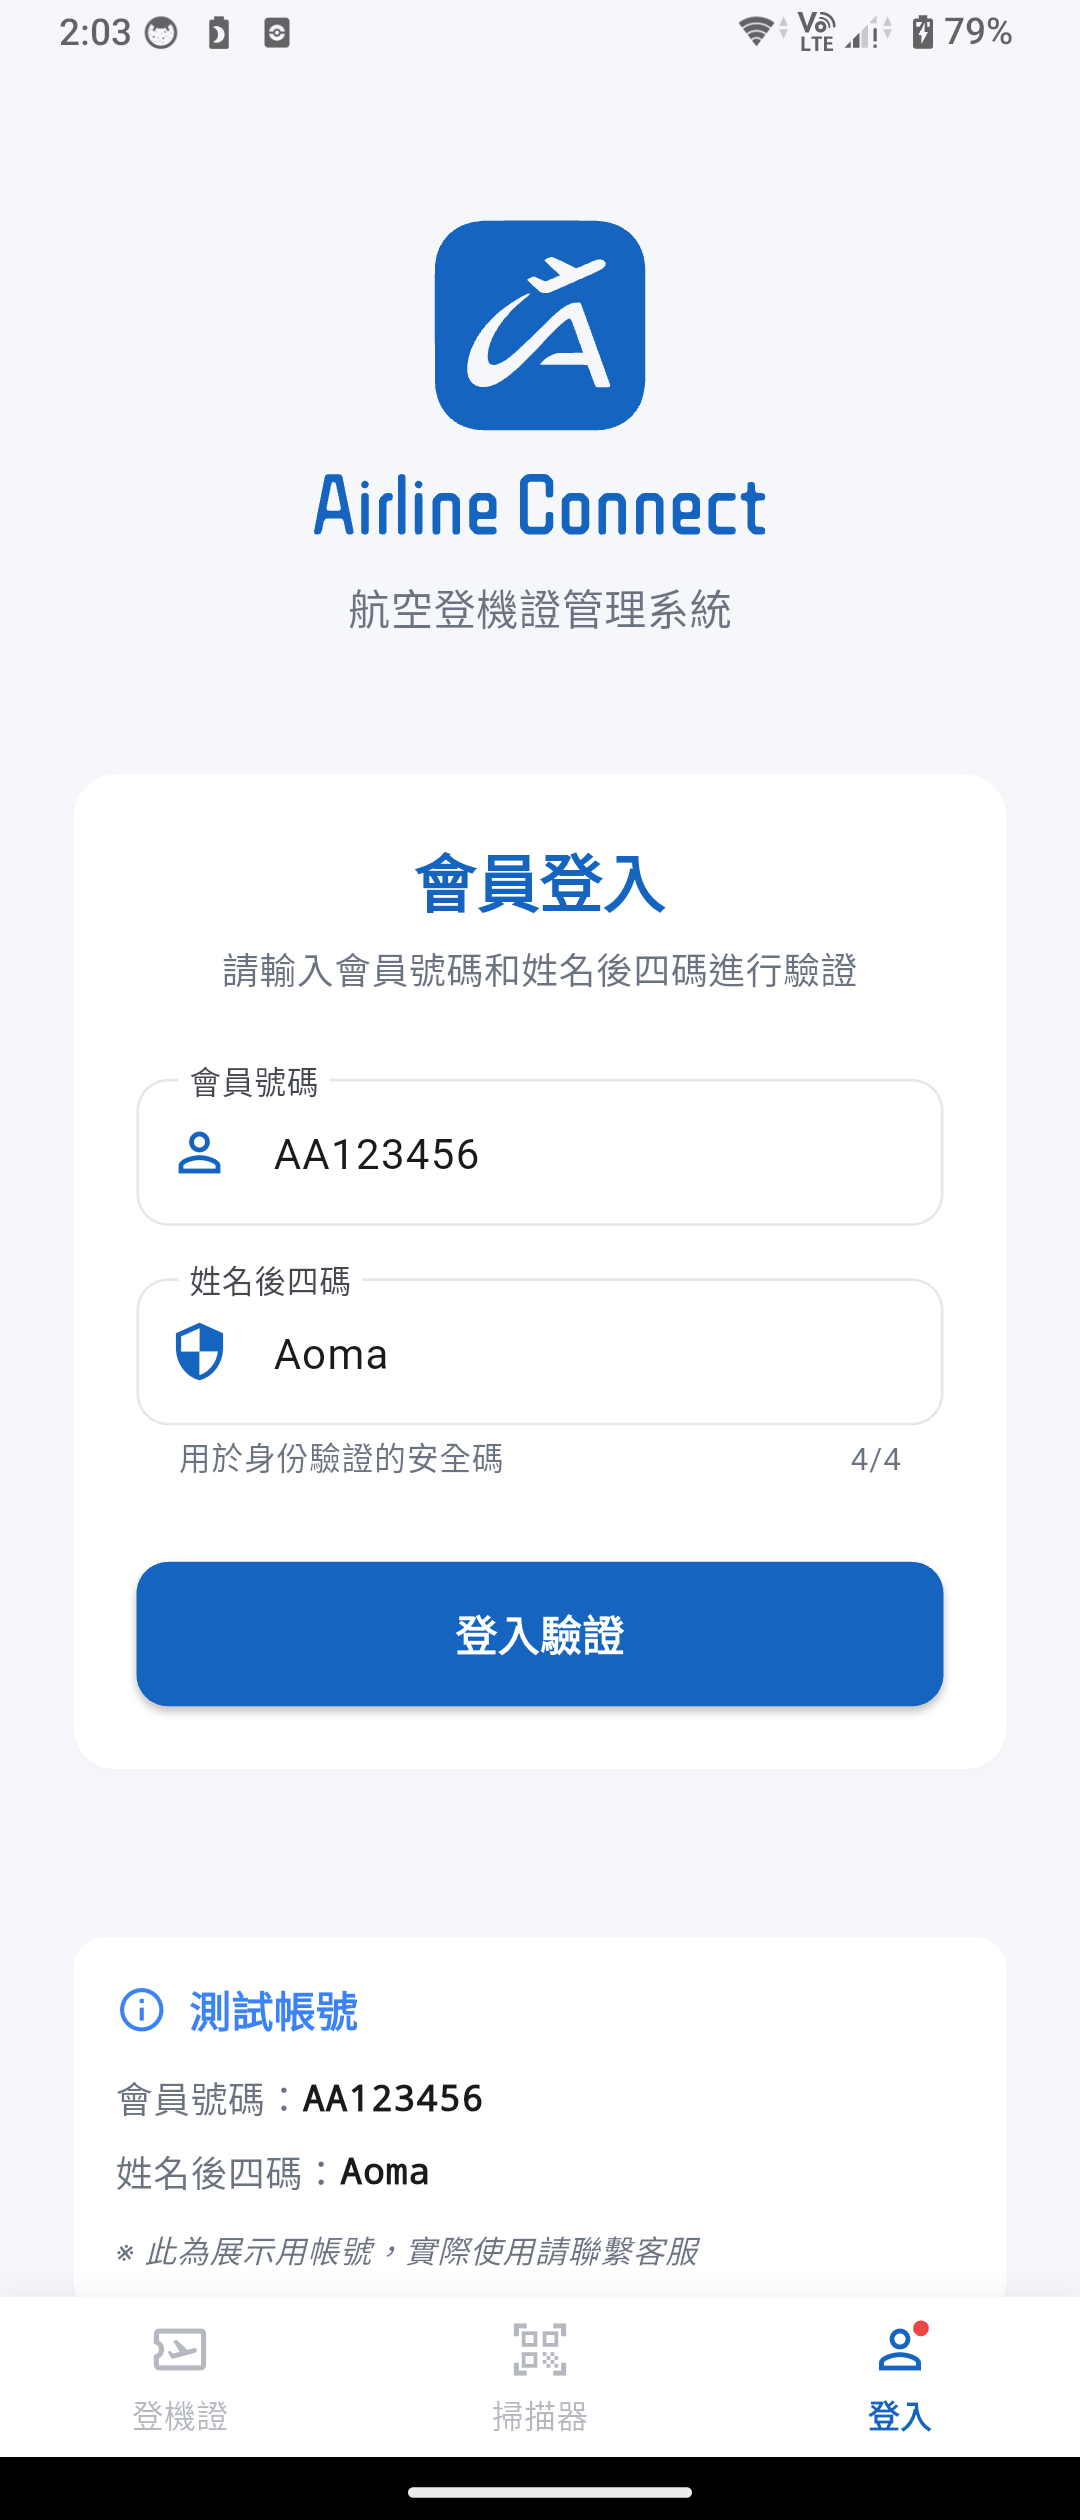 2:03
Vo LTE
79%
Airline Connect
航空登機證管理系統
會員登入
請輸入會員號碼和姓名後四碼進行驗證
會員號碼
AA123456
姓名後四碼
Aoma
用於身份驗證的安全碼 4/4
登入驗證
測試帳號
會員號碼：AA123456
姓名後四碼：Aoma
※ 此為展示用帳號，實際使用請聯繫客服
登機證 掃描器 登入